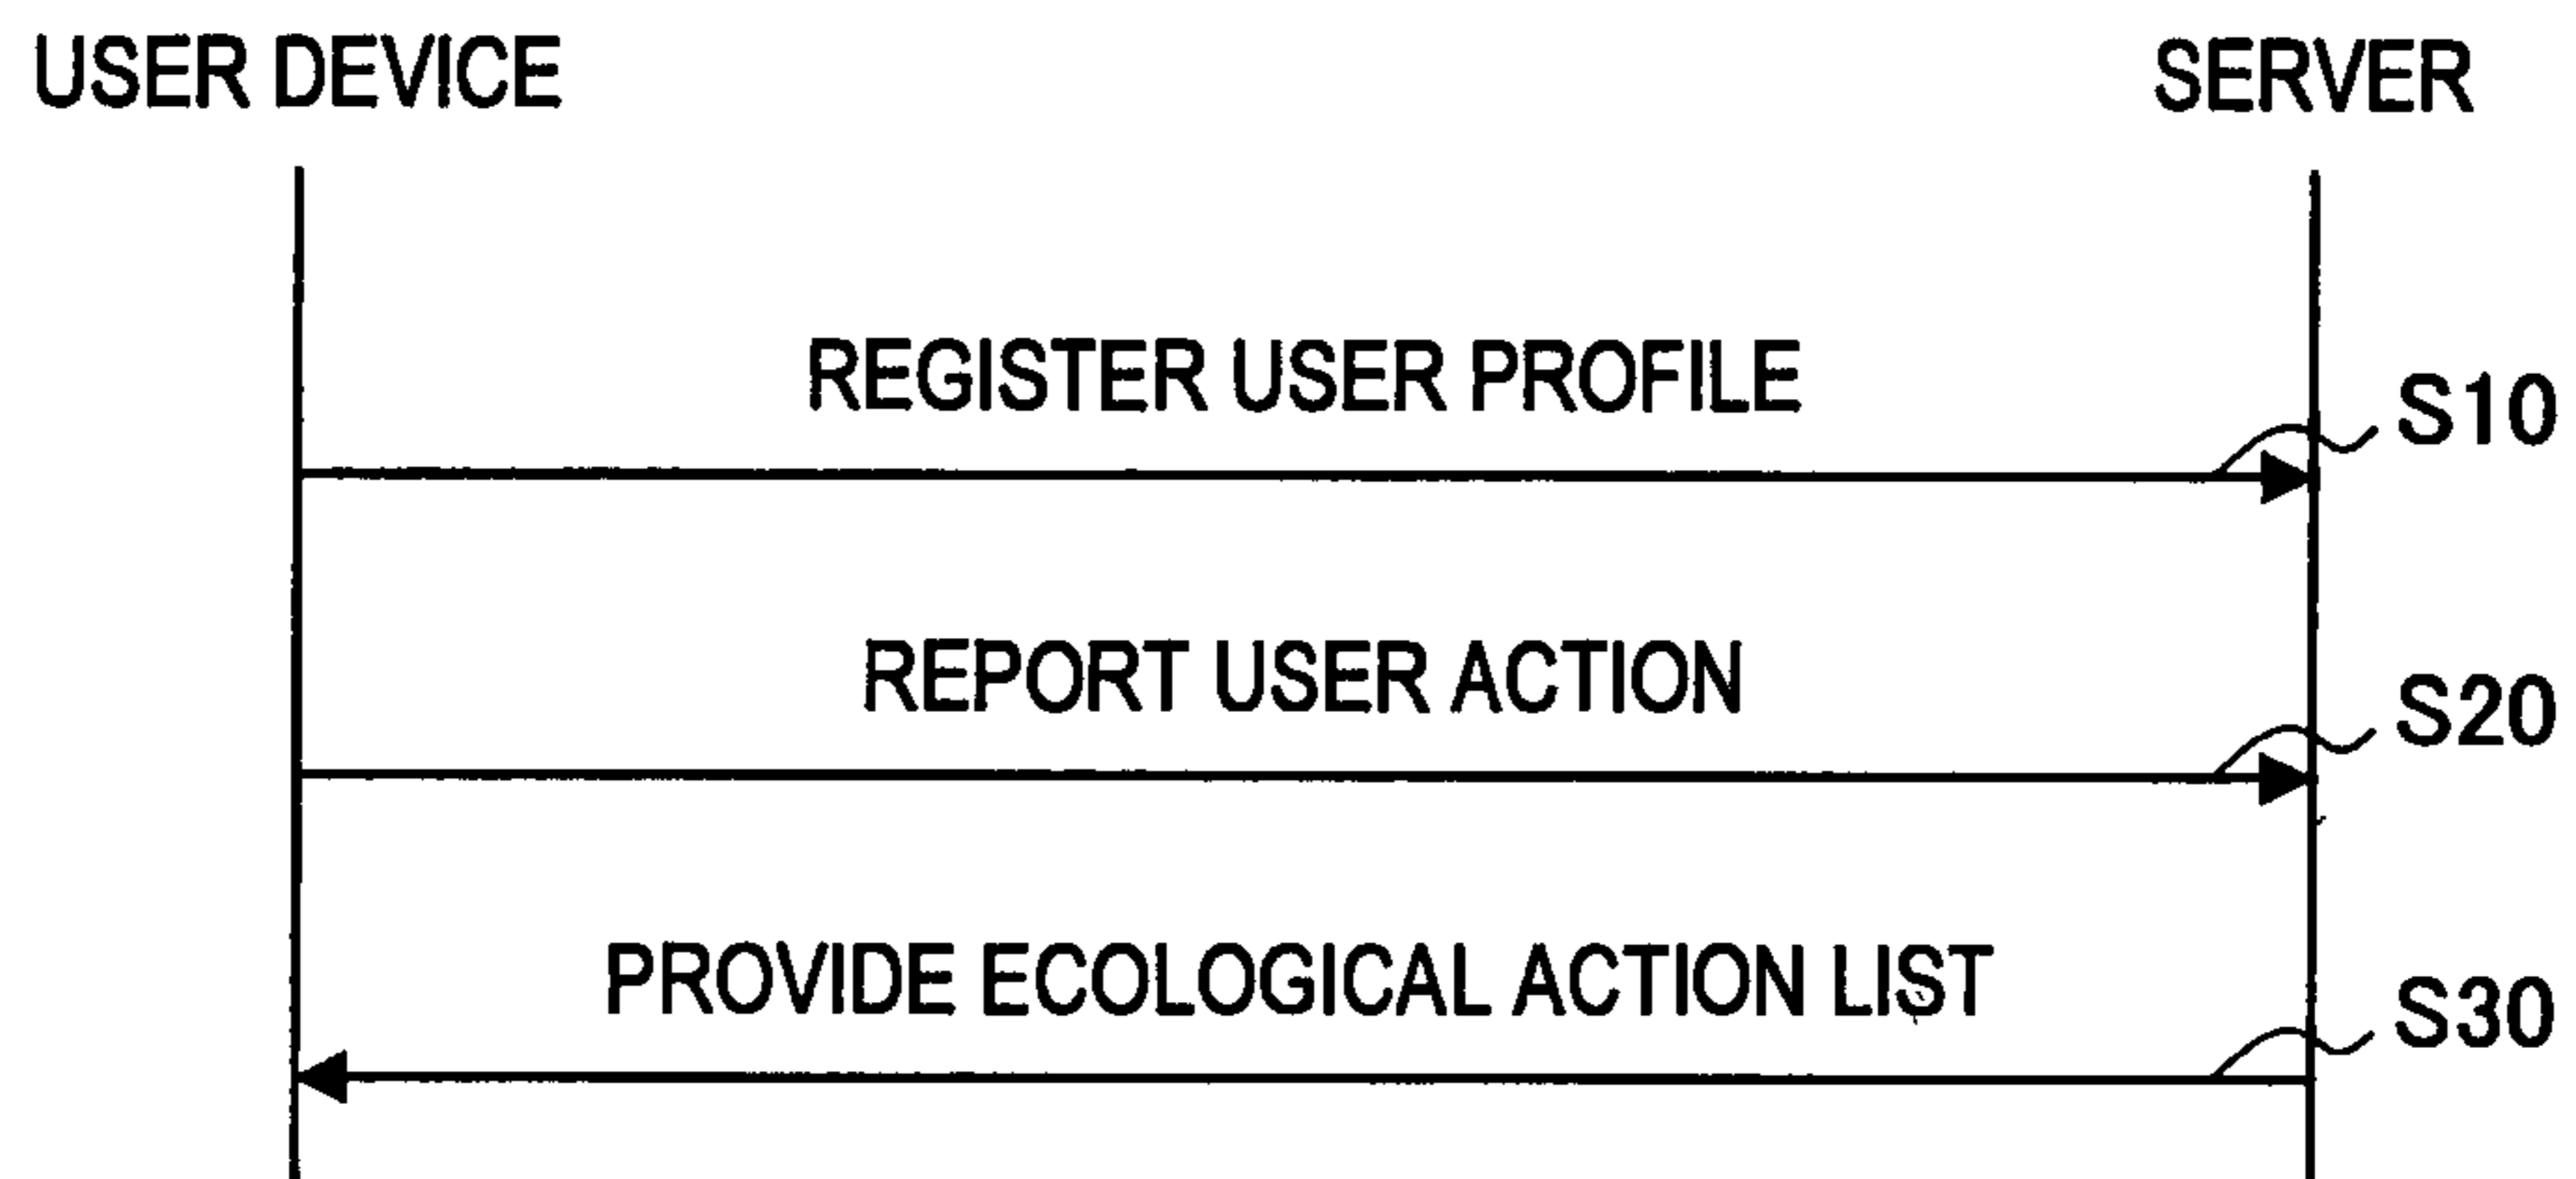 USER DEVICE
SERVER
REGISTER USER PROFILE
S10
REPORT USER ACTION
S20
PROVIDE ECOLOGICAL ACTION LIST
S30